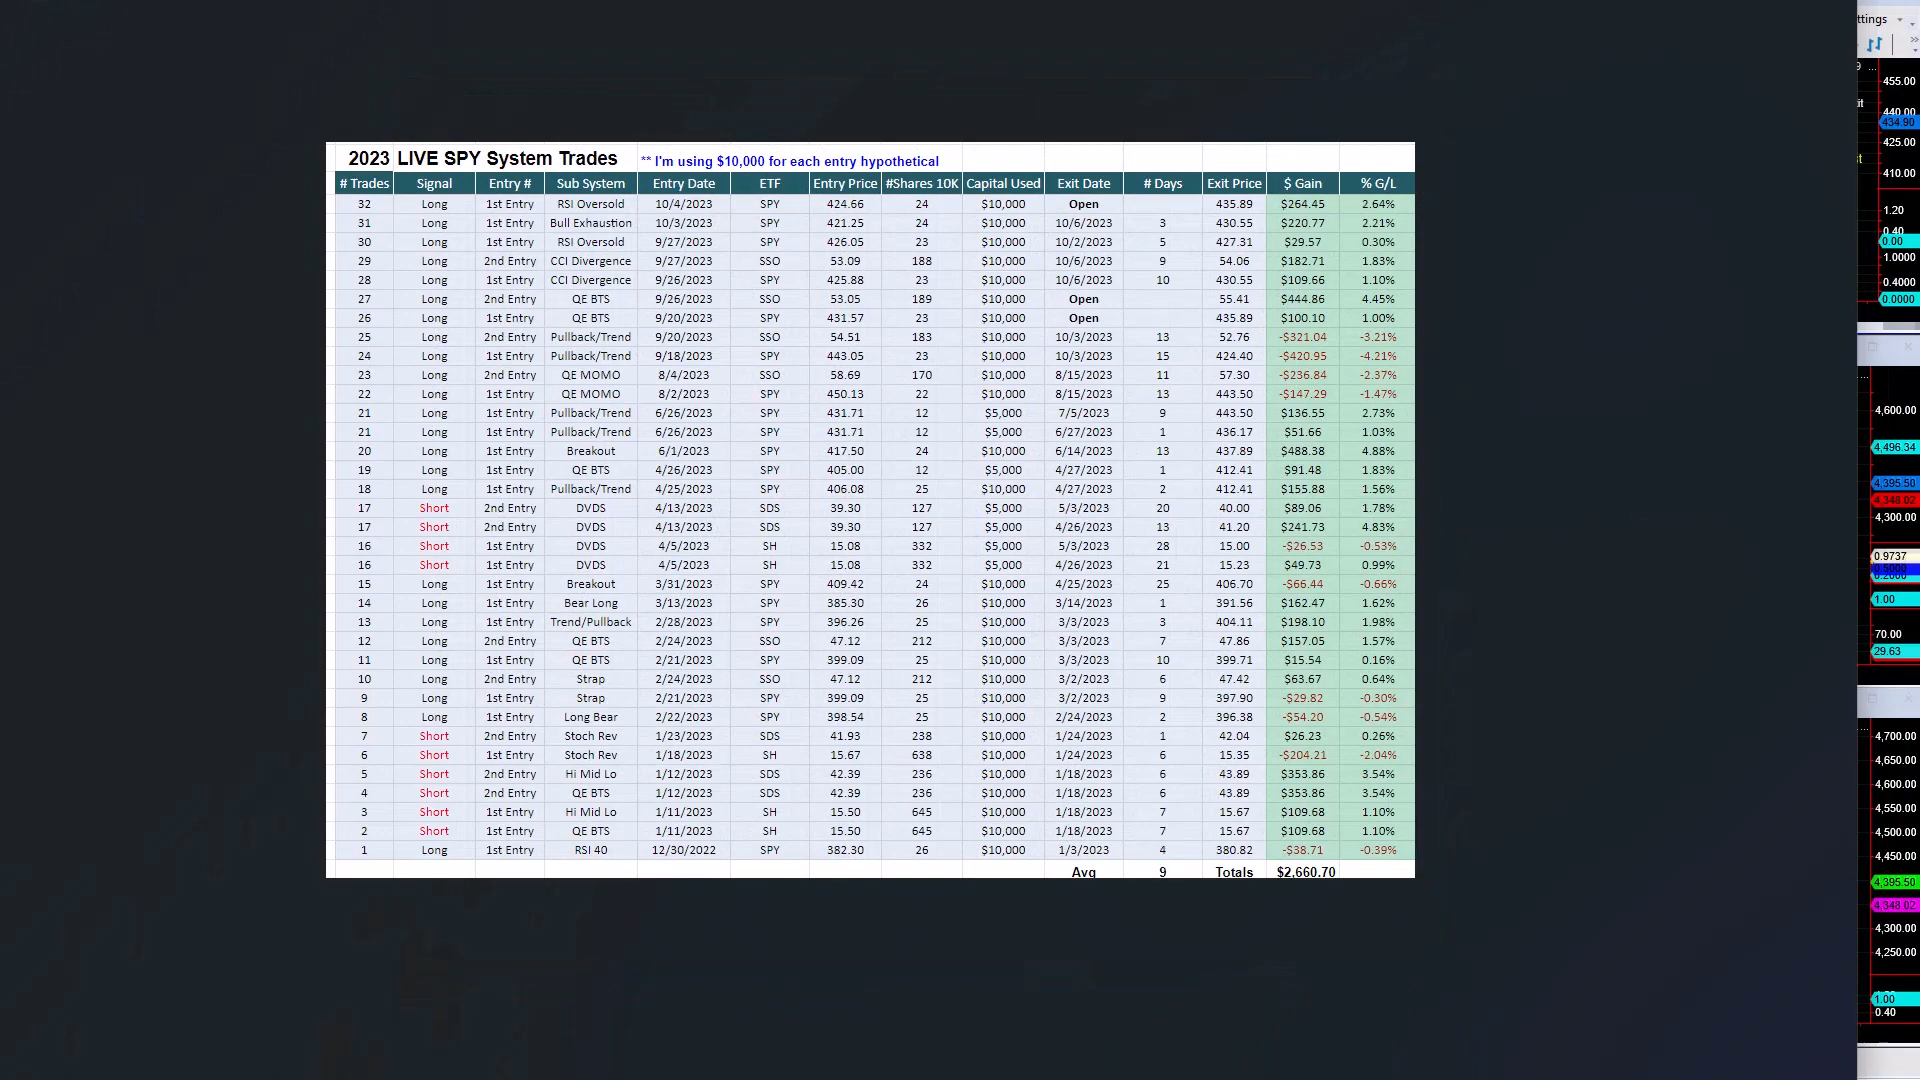 2023 LIVE SPY System Trades ** I'm using $10,000 for each entry hypothetical
# Trades Signal Entry # Sub System Entry Date ETF Entry Price #Shares 10K Capital Used Exit Date # Days Exit Price $ Gain % G/L
32 Long 1st Entry RSI Oversold 10/4/2023 SPY 424.66 24 $10,000 Open 435.89 $264.45 2.64%
31 Long 1st Entry Bull Exhaustion 10/3/2023 SPY 421.25 24 $10,000 10/6/2023 3 430.55 $220.77 2.21%
30 Long 1st Entry RSI Oversold 9/27/2023 SPY 426.05 23 $10,000 10/2/2023 5 427.31 $29.57 0.30%
29 Long 2nd Entry CCI Divergence 9/27/2023 SSO 53.09 188 $10,000 10/6/2023 9 54.06 $182.71 1.83%
28 Long 1st Entry CCI Divergence 9/26/2023 SPY 425.88 23 $10,000 10/6/2023 10 430.55 $109.66 1.10%
27 Long 2nd Entry QE BTS 9/26/2023 SSO 53.05 189 $10,000 Open 55.41 $444.86 4.45%
26 Long 1st Entry QE BTS 9/20/2023 SPY 431.57 23 $10,000 Open 435.89 $100.10 1.00%
25 Long 2nd Entry Pullback/Trend 9/20/2023 SSO 54.51 183 $10,000 10/3/2023 13 52.76 -$321.04 -3.21%
24 Long 1st Entry Pullback/Trend 9/18/2023 SPY 443.05 23 $10,000 10/3/2023 15 424.40 -$420.95 -4.21%
23 Long 2nd Entry QE MOMO 8/4/2023 SSO 58.69 170 $10,000 8/15/2023 11 57.30 -$236.84 -2.37%
22 Long 1st Entry QE MOMO 8/2/2023 SPY 450.13 22 $10,000 8/15/2023 13 443.50 -$147.29 -1.47%
21 Long 1st Entry Pullback/Trend 6/26/2023 SPY 431.71 12 $5,000 7/5/2023 9 443.50 $136.55 2.73%
21 Long 1st Entry Pullback/Trend 6/26/2023 SPY 431.71 12 $5,000 6/27/2023 1 436.17 $51.66 1.03%
20 Long 1st Entry Breakout 6/1/2023 SPY 417.50 24 $10,000 6/14/2023 13 437.89 $488.38 4.88%
19 Long 1st Entry QE BTS 4/26/2023 SPY 405.00 12 $5,000 4/27/2023 1 412.41 $91.48 1.83%
18 Long 1st Entry Pullback/Trend 4/25/2023 SPY 406.08 25 $10,000 4/27/2023 2 412.41 $155.88 1.56%
17 Short 2nd Entry DVDS 4/13/2023 SDS 39.30 127 $5,000 5/3/2023 20 40.00 $89.06 1.78%
17 Short 2nd Entry DVDS 4/13/2023 SDS 39.30 127 $5,000 4/26/2023 13 41.20 $241.73 4.83%
16 Short 1st Entry DVDS 4/5/2023 SH 15.08 332 $5,000 5/3/2023 28 15.00 -$26.53 -0.53%
16 Short 1st Entry DVDS 4/5/2023 SH 15.08 332 $5,000 4/26/2023 21 15.23 $49.73 0.99%
15 Long 1st Entry Breakout 3/31/2023 SPY 409.42 24 $10,000 4/25/2023 25 406.70 -$66.44 -0.66%
14 Long 1st Entry Bear Long 3/13/2023 SPY 385.30 26 $10,000 3/14/2023 1 391.56 $162.47 1.62%
13 Long 1st Entry Trend/Pullback 2/28/2023 SPY 396.26 25 $10,000 3/3/2023 3 404.11 $198.10 1.98%
12 Long 2nd Entry QE BTS 2/24/2023 SSO 47.12 212 $10,000 3/3/2023 7 47.86 $157.05 1.57%
11 Long 1st Entry QE BTS 2/21/2023 SPY 399.09 25 $10,000 3/3/2023 10 399.71 $15.54 0.16%
10 Long 2nd Entry Strap 2/24/2023 SSO 47.12 212 $10,000 3/2/2023 6 47.42 $63.67 0.64%
9 Long 1st Entry Strap 2/21/2023 SPY 399.09 25 $10,000 3/2/2023 9 397.90 -$29.82 -0.30%
8 Long 1st Entry Long Bear 2/22/2023 SPY 398.54 25 $10,000 2/24/2023 2 396.38 -$54.20 -0.54%
7 Short 2nd Entry Stoch Rev 1/23/2023 SDS 41.93 238 $10,000 1/24/2023 1 42.04 $26.23 0.26%
6 Short 1st Entry Stoch Rev 1/18/2023 SH 15.67 638 $10,000 1/24/2023 6 15.35 -$204.21 -2.04%
5 Short 2nd Entry Hi Mid Lo 1/12/2023 SDS 42.39 236 $10,000 1/18/2023 6 43.89 $353.86 3.54%
4 Short 2nd Entry QE BTS 1/12/2023 SDS 42.39 236 $10,000 1/18/2023 6 43.89 $353.86 3.54%
3 Short 1st Entry Hi Mid Lo 1/11/2023 SH 15.50 645 $10,000 1/18/2023 7 15.67 $109.68 1.10%
2 Short 1st Entry QE BTS 1/11/2023 SH 15.50 645 $10,000 1/18/2023 7 15.67 $109.68 1.10%
1 Long 1st Entry RSI 40 12/30/2022 SPY 382.30 26 $10,000 1/3/2023 4 380.82 -$38.71 -0.39%
Avg 9 Totals $2,660.70
ttings
455.00
440.00
434.90
425.00
410.00
1.20
0.40
0.00
1.0000
0.4000
0.0000
4,600.00
4,496.34
4,395.50
4,348.02
4,300.00
0.9737
0.5000
1.00
70.00
29.63
4,700.00
4,650.00
4,600.00
4,550.00
4,500.00
4,450.00
4,395.50
4,348.02
4,300.00
4,250.00
1.00
0.40